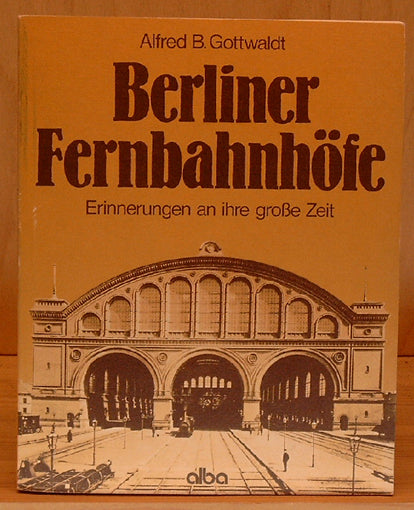 Alfred B. Gottwaldt
Berliner
Fernbahnhöfe
Erinnerungen an ihre große Zeit
alba